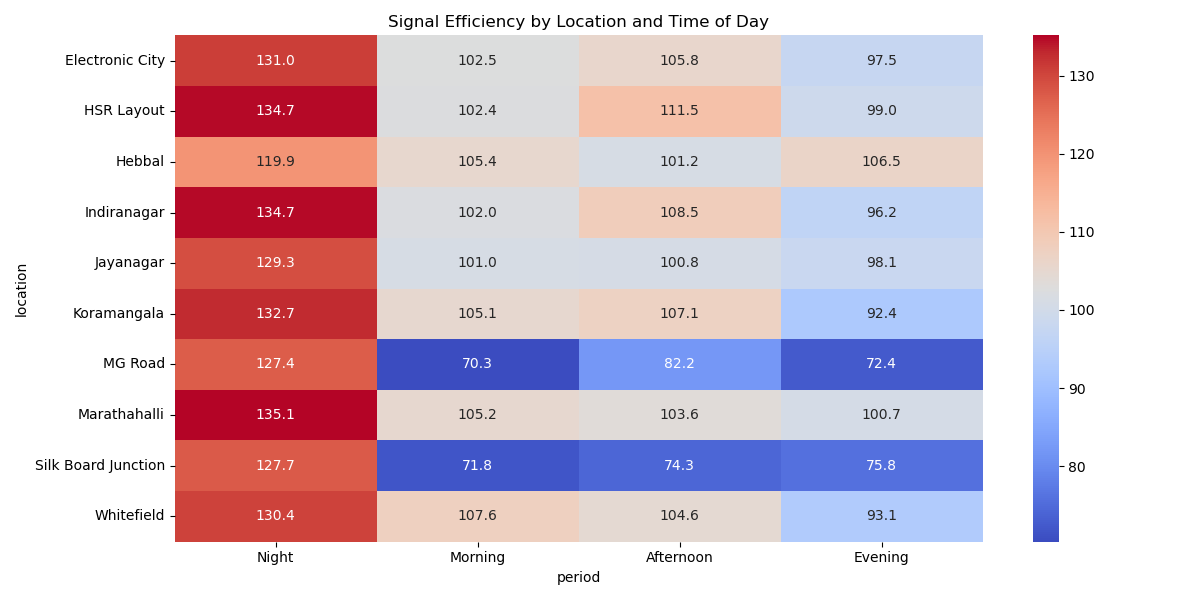 Signal Efficiency by Location and Time of Day
location
Electronic City 131.0 102.5 105.8 97.5
HSR Layout 134.7 102.4 111.5 99.0
Hebbal 119.9 105.4 101.2 106.5
Indiranagar 134.7 102.0 108.5 96.2
Jayanagar 129.3 101.0 100.8 98.1
Koramangala 132.7 105.1 107.1 92.4
MG Road 127.4 70.3 82.2 72.4
Marathahalli 135.1 105.2 103.6 100.7
Silk Board Junction 127.7 71.8 74.3 75.8
Whitefield 130.4 107.6 104.6 93.1
Night Morning Afternoon Evening
period
130
120
110
100
90
80